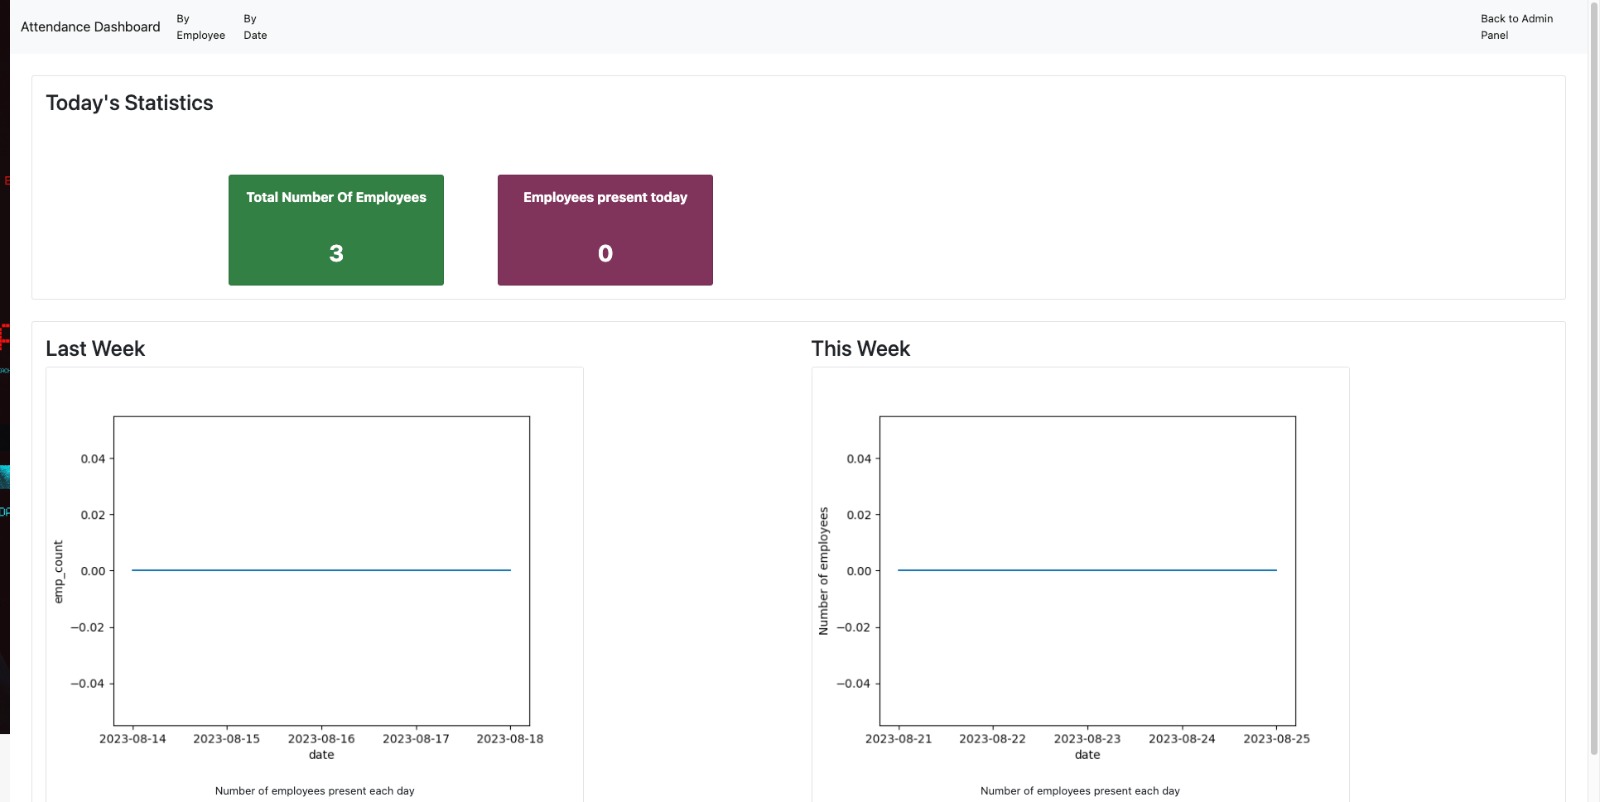 Attendance Dashboard
By
Employee
By
Date
Back to Admin
Panel
Today's Statistics
Total Number Of Employees
3
Employees present today
0
Last Week
emp_count
0.04
0.02
0.00
−0.02
−0.04
2023-08-14 2023-08-15 2023-08-16 2023-08-17 2023-08-18
date
Number of employees present each day
This Week
Number of employees
0.04
0.02
0.00
−0.02
−0.04
2023-08-21 2023-08-22 2023-08-23 2023-08-24 2023-08-25
date
Number of employees present each day